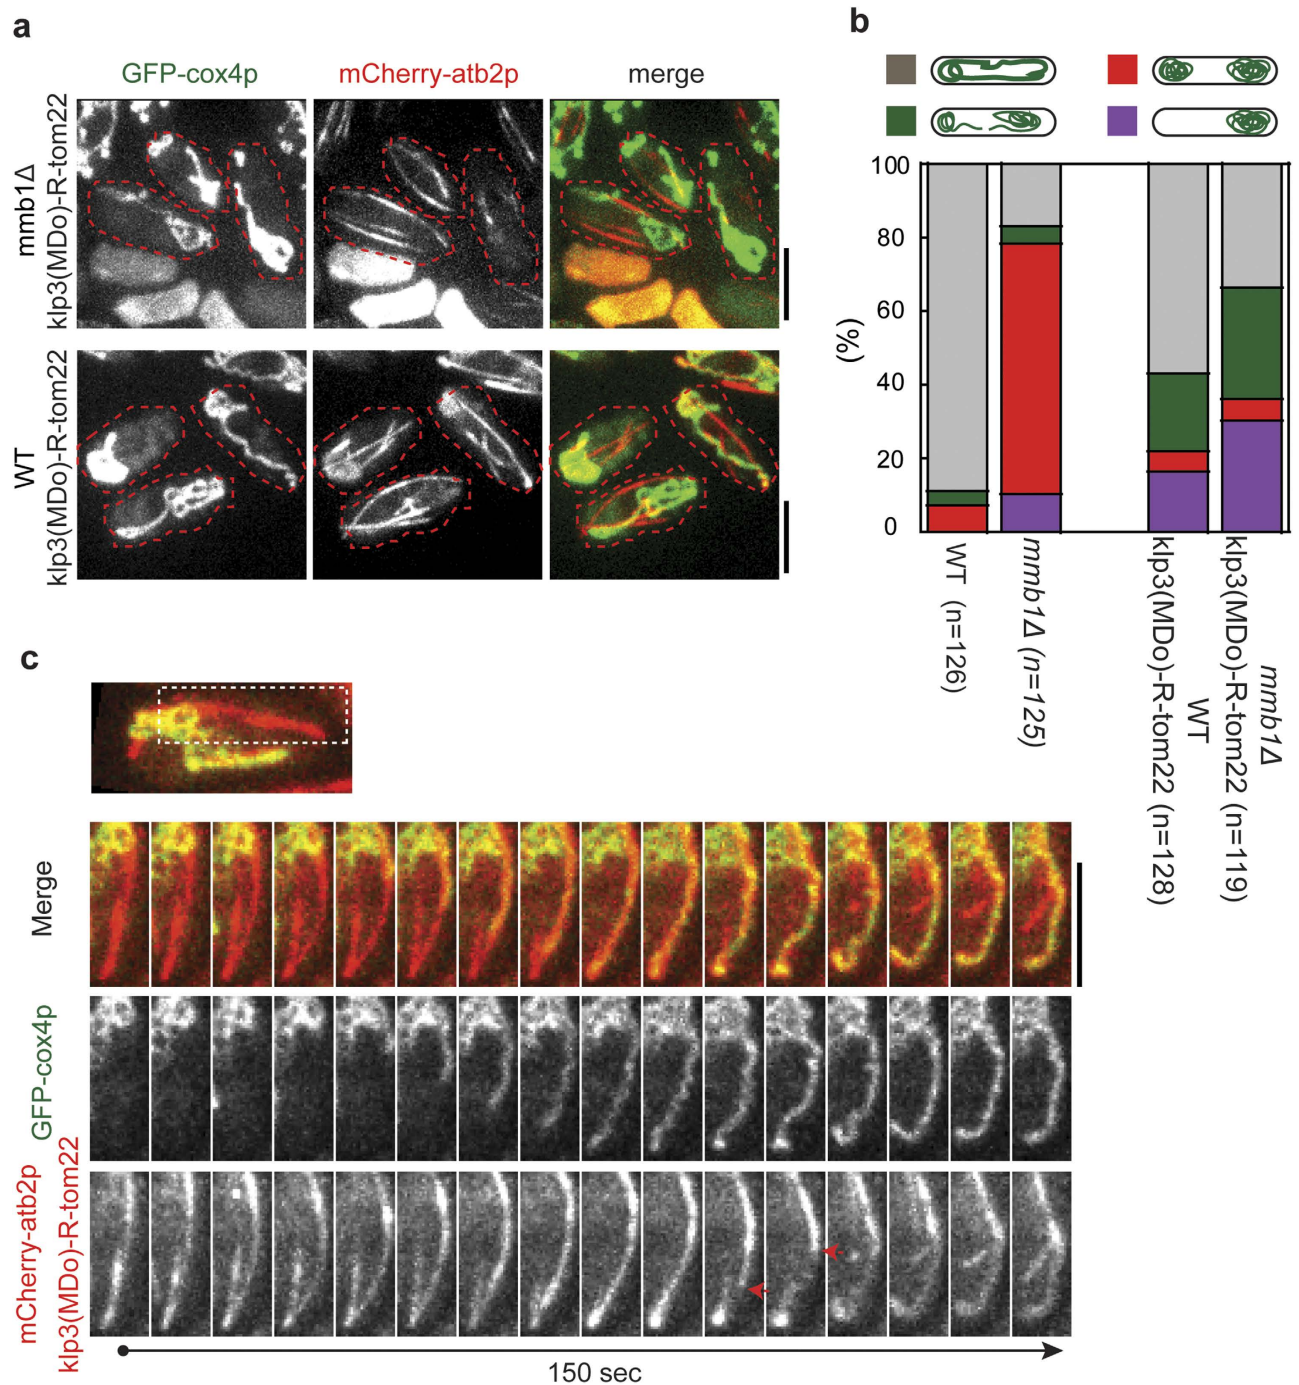 a
GFP-cox4p
mCherry-atb2p
merge
mmb1Δ
klp3(MDo)-R-tom22
WT
klp3(MDo)-R-tom22
b
100
80
60
40
20
0
(%)
WT (n=126)
mmb1Δ (n=125)
WT
klp3(MDo)-R-tom22 (n=128)
mmb1Δ
klp3(MDo)-R-tom22 (n=119)
c
Merge
GFP-cox4p
mCherry-atb2p
klp3(MDo)-R-tom22
150 sec